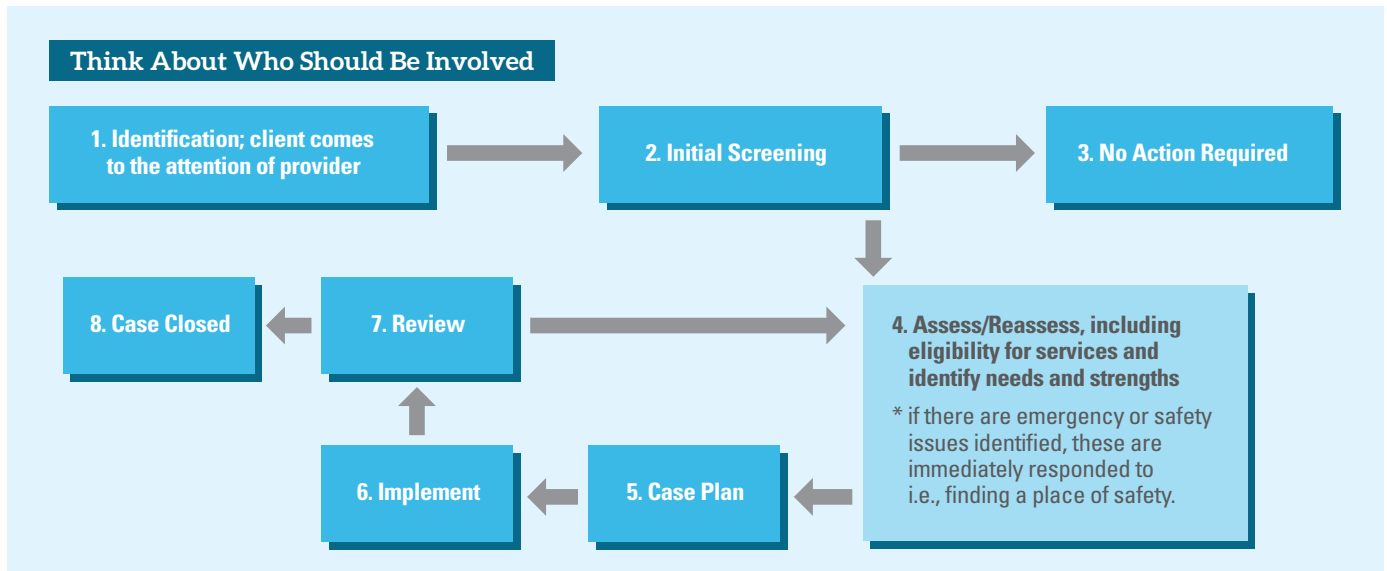 Think About Who Should Be Involved
1. Identification; client comes
to the attention of provider
2. Initial Screening
3. No Action Required
4. Assess/Reassess, including
eligibility for services and
identify needs and strengths
* if there are emergency or safety
issues identified, these are
immediately responded to
i.e., finding a place of safety.
5. Case Plan
6. Implement
7. Review
8. Case Closed